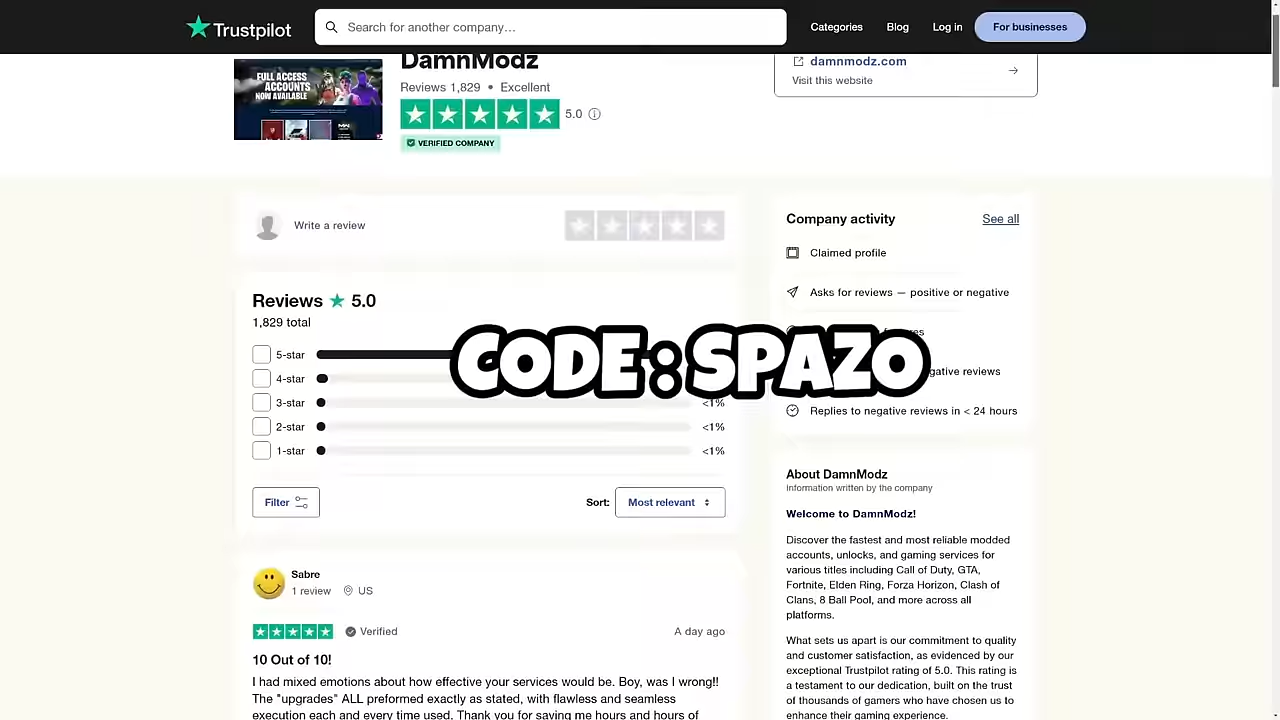 Trustpilot
Search for another company…
Categories
Blog
Log in
For businesses
FULL ACCESS
ACCOUNTS
NOW AVAILABLE
DamnModz
Reviews 1,829 • Excellent
5.0
VERIFIED COMPANY
damnmodz.com
Visit this website
Write a review
Reviews ★ 5.0
1,829 total
5-star
4-star
3-star
<1%
2-star
<1%
1-star
<1%
CODE:SPAZO
Filter
Sort:
Most relevant
Sabre
1 review
US
Verified
A day ago
10 Out of 10!
I had mixed emotions about how effective your services would be. Boy, was I wrong!!
The "upgrades" ALL preformed exactly as stated, with flawless and seamless
execution each and every time used. Thank you for saving me hours and hours of
Company activity
See all
Claimed profile
Asks for reviews — positive or negative
reviews
Replies to negative reviews in < 24 hours
About DamnModz
Information written by the company
Welcome to DamnModz!
Discover the fastest and most reliable modded
accounts, unlocks, and gaming services for
various titles including Call of Duty, GTA,
Fortnite, Elden Ring, Forza Horizon, Clash of
Clans, 8 Ball Pool, and more across all
platforms.
What sets us apart is our commitment to quality
and customer satisfaction, as evidenced by our
exceptional Trustpilot rating of 5.0. This rating is
a testament to our dedication, built on the trust
of thousands of gamers who have chosen us to
enhance their gaming experience.